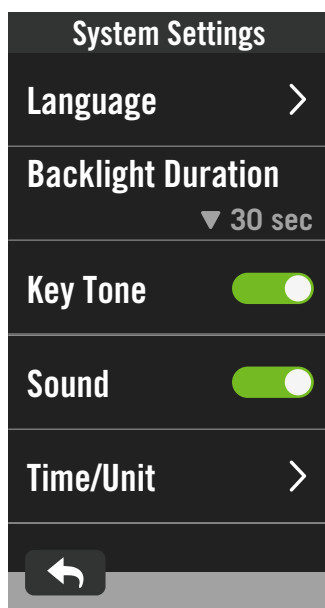 System Settings
Language
Backlight Duration
30 sec
Key Tone
Sound
Time/Unit